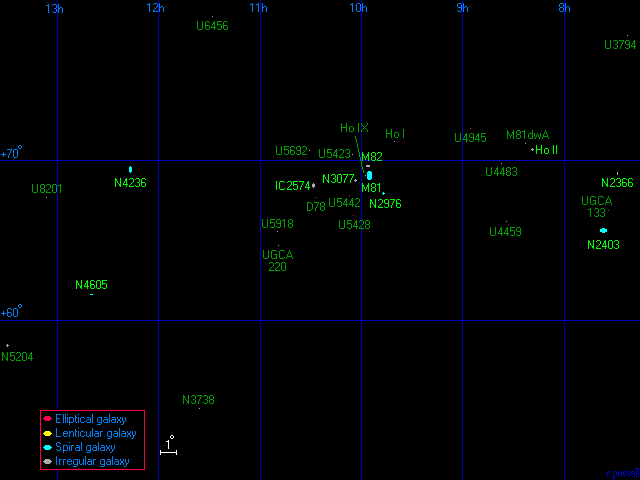 13h 12h 11h 10h 9h 8h
U6456
U3794
Ho IX
Ho I
U4945
M81dwA
Ho II
U5692
U5423
M82
+70°
U4483
N4236
N3077
IC2574
M81
N2366
U8201
D78
U5442
N2976
UGCA
133
U5918
U5428
U4459
N2403
UGCA
220
N4605
+60°
N5204
N3738
Elliptical galaxy
Lenticular galaxy
Spiral galaxy
Irregular galaxy
1°
rpowell